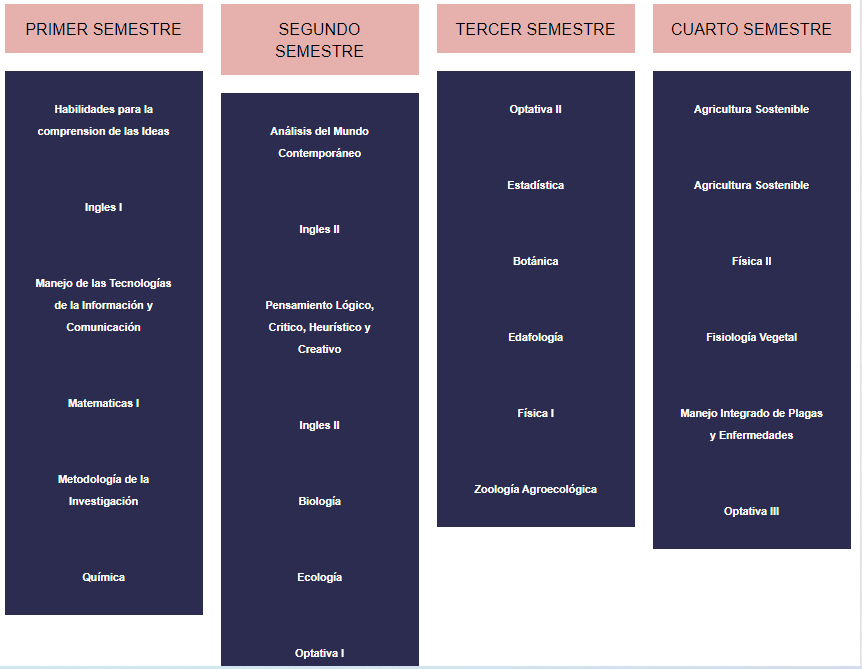 PRIMER SEMESTRE
Habilidades para la
comprension de las Ideas
Ingles I
Manejo de las Tecnologías
de la Información y
Comunicación
Matematicas I
Metodología de la
Investigación
Química
SEGUNDO
SEMESTRE
Análisis del Mundo
Contemporáneo
Ingles II
Pensamiento Lógico,
Critico, Heurístico y
Creativo
Ingles II
Biología
Ecología
Optativa I
TERCER SEMESTRE
Optativa II
Estadística
Botánica
Edafología
Física I
Zoología Agroecológica
CUARTO SEMESTRE
Agricultura Sostenible
Agricultura Sostenible
Física II
Fisiología Vegetal
Manejo Integrado de Plagas
y Enfermedades
Optativa III